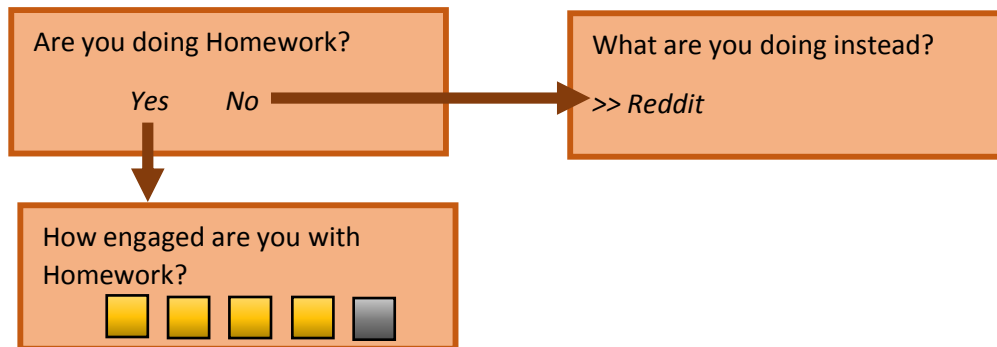 Are you doing Homework?
Yes No
What are you doing instead?
>> Reddit
How engaged are you with
Homework?